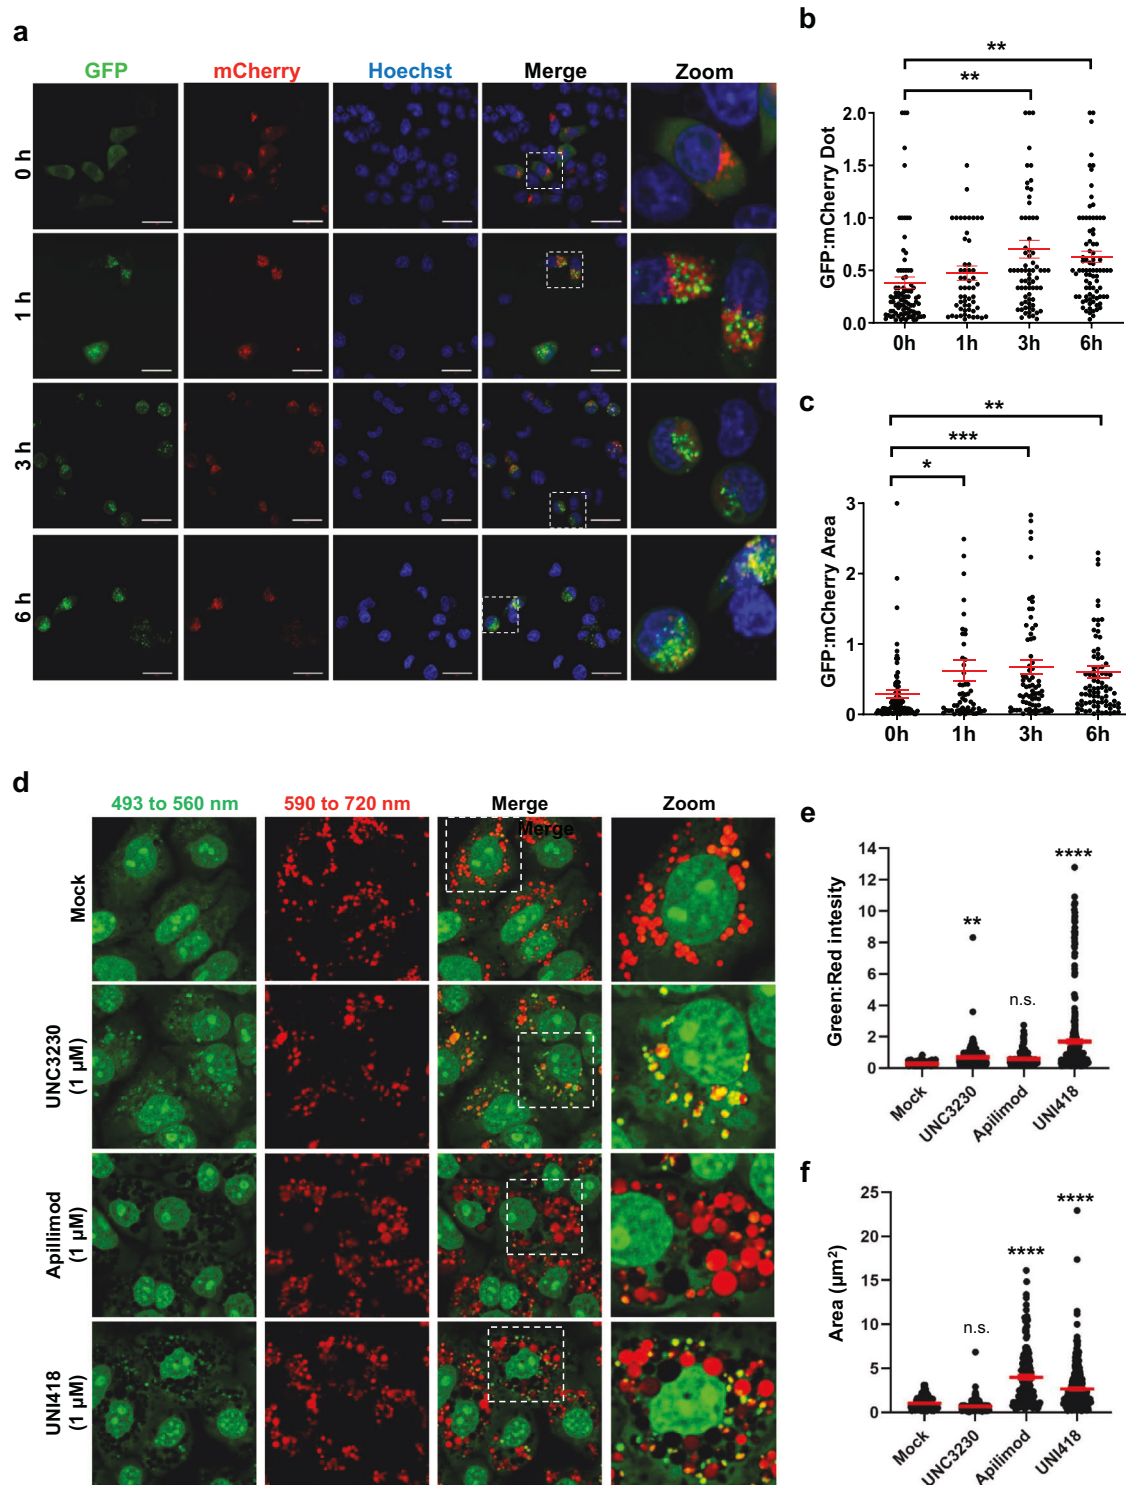 a
GFP mCherry Hoechst Merge Zoom
0 h
1 h
3 h
6 h
b
**
**
GFP:mCherry Dot
2.0
1.5
1.0
0.5
0.0
0h 1h 3h 6h
c
**
***
*
GFP:mCherry Area
3
2
1
0
0h 1h 3h 6h
d
493 to 560 nm 590 to 720 nm Merge Zoom
Merge
Mock
UNC3230
(1 µM)
Apillimod
(1 µM)
UNI418
(1 µM)
e
Green:Red intesity
14
12
10
8
6
4
2
0
**
n.s.
****
Mock UNC3230 Apilimod UNI418
f
Area (µm²)
25
20
15
10
5
0
n.s.
****
****
Mock UNC3230 Apilimod UNI418